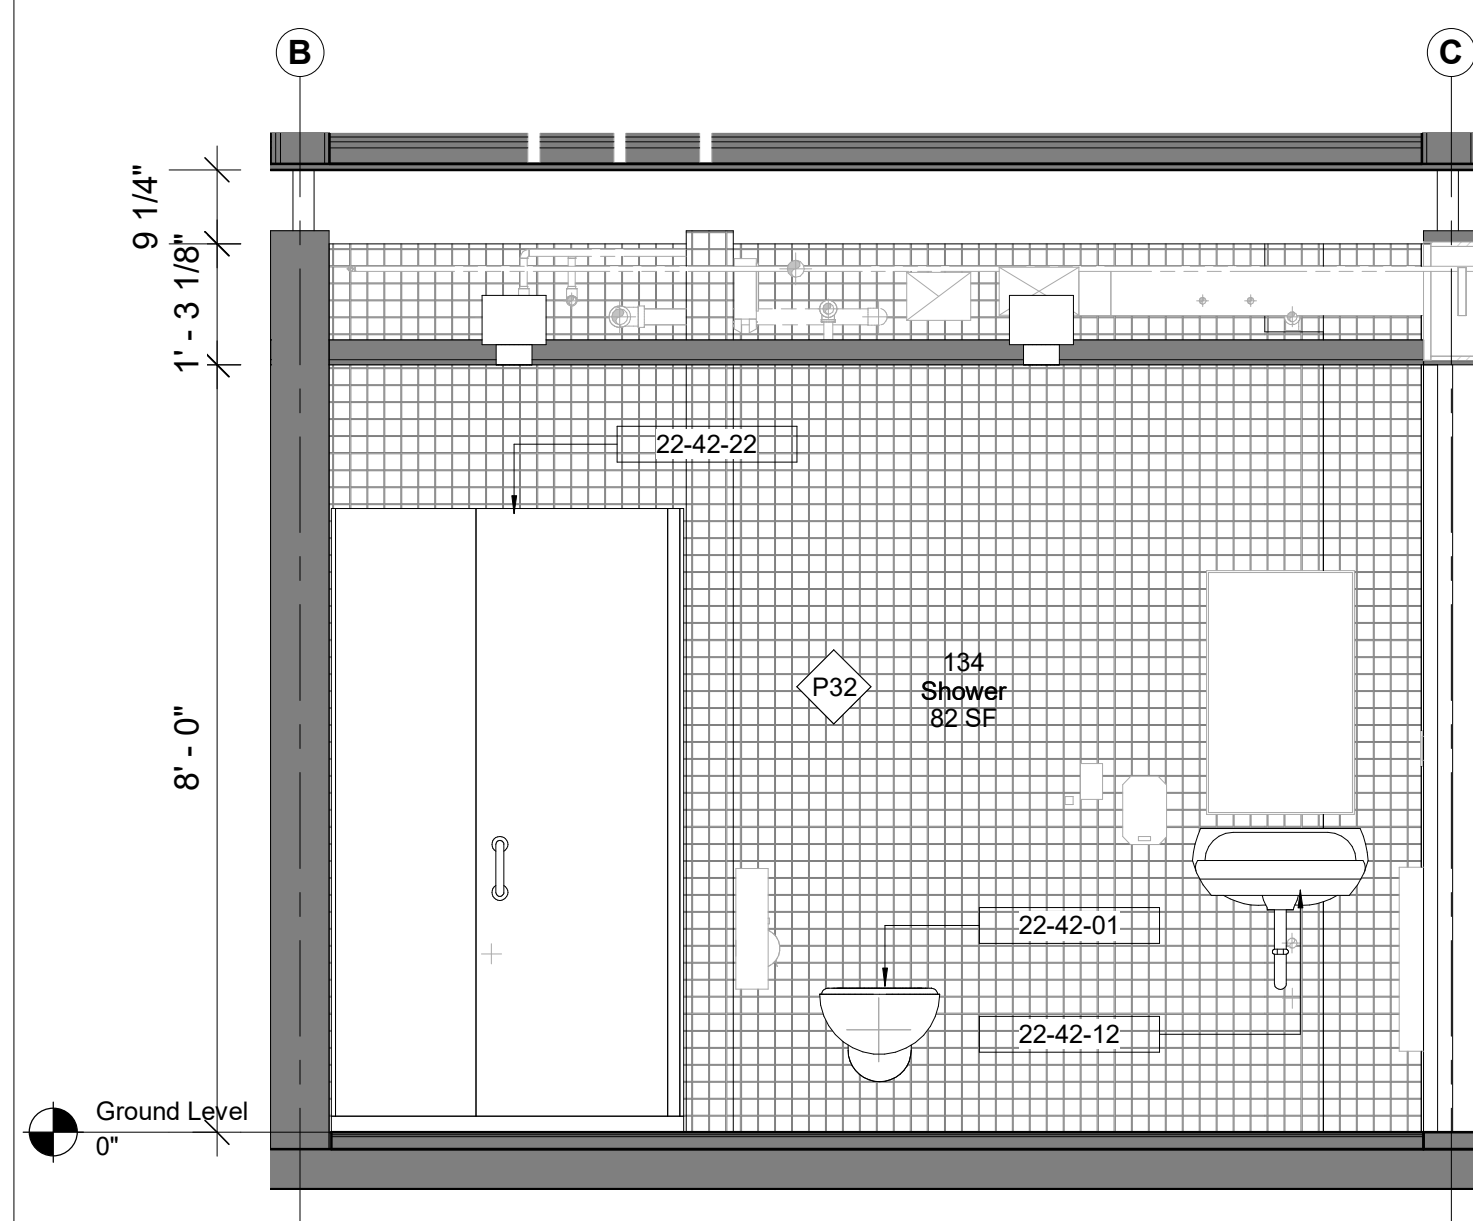 B
C
9 1/4"
1' - 3 1/8"
22-42-22
134
Shower
82 SF
P32
8' - 0"
22-42-01
22-42-12
Ground Level
0"